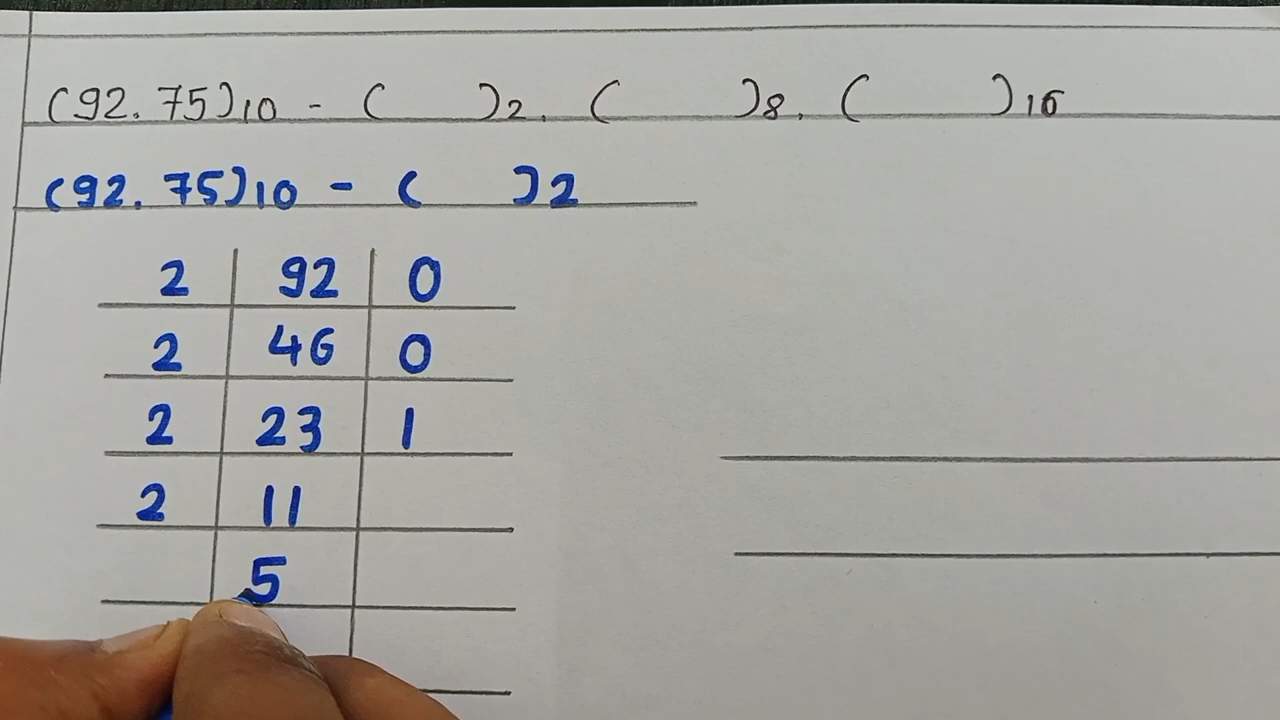 (92.75)10 - (      )2. (      )8, (      )16
(92.75)10 - (      )2
2 92 0
2 46 0
2 23 1
2 11
5